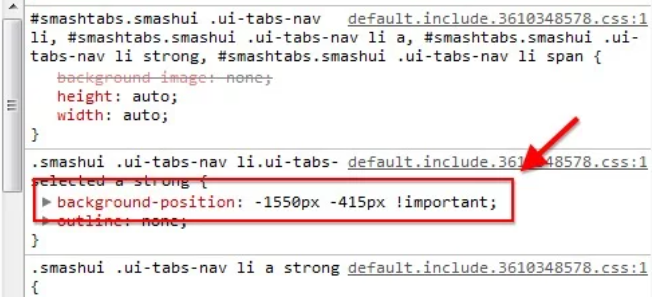 #smashtabs.smashui .ui-tabs-nav default.include.3610348578.css:1
li, #smashtabs.smashui .ui-tabs-nav li a, #smashtabs.smashui .ui-
tabs-nav li strong, #smashtabs.smashui .ui-tabs-nav li span {
background-image: none;
height: auto;
width: auto;
}
.smashui .ui-tabs-nav li.ui-tabs- default.include.3610348578.css:1
selected a strong {
background-position: -1550px -415px !important;
outline: none;
}
.smashui .ui-tabs-nav li a strong default.include.3610348578.css:1
{